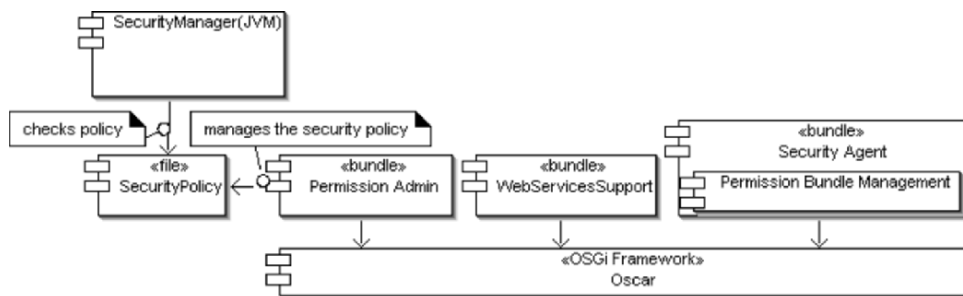 SecurityManager(JVM)
checks policy
manages the security policy
«file»
SecurityPolicy
«bundle»
Permission Admin
«bundle»
WebServicesSupport
«bundle»
Security Agent
Permission Bundle Management
«OSGi Framework»
Oscar